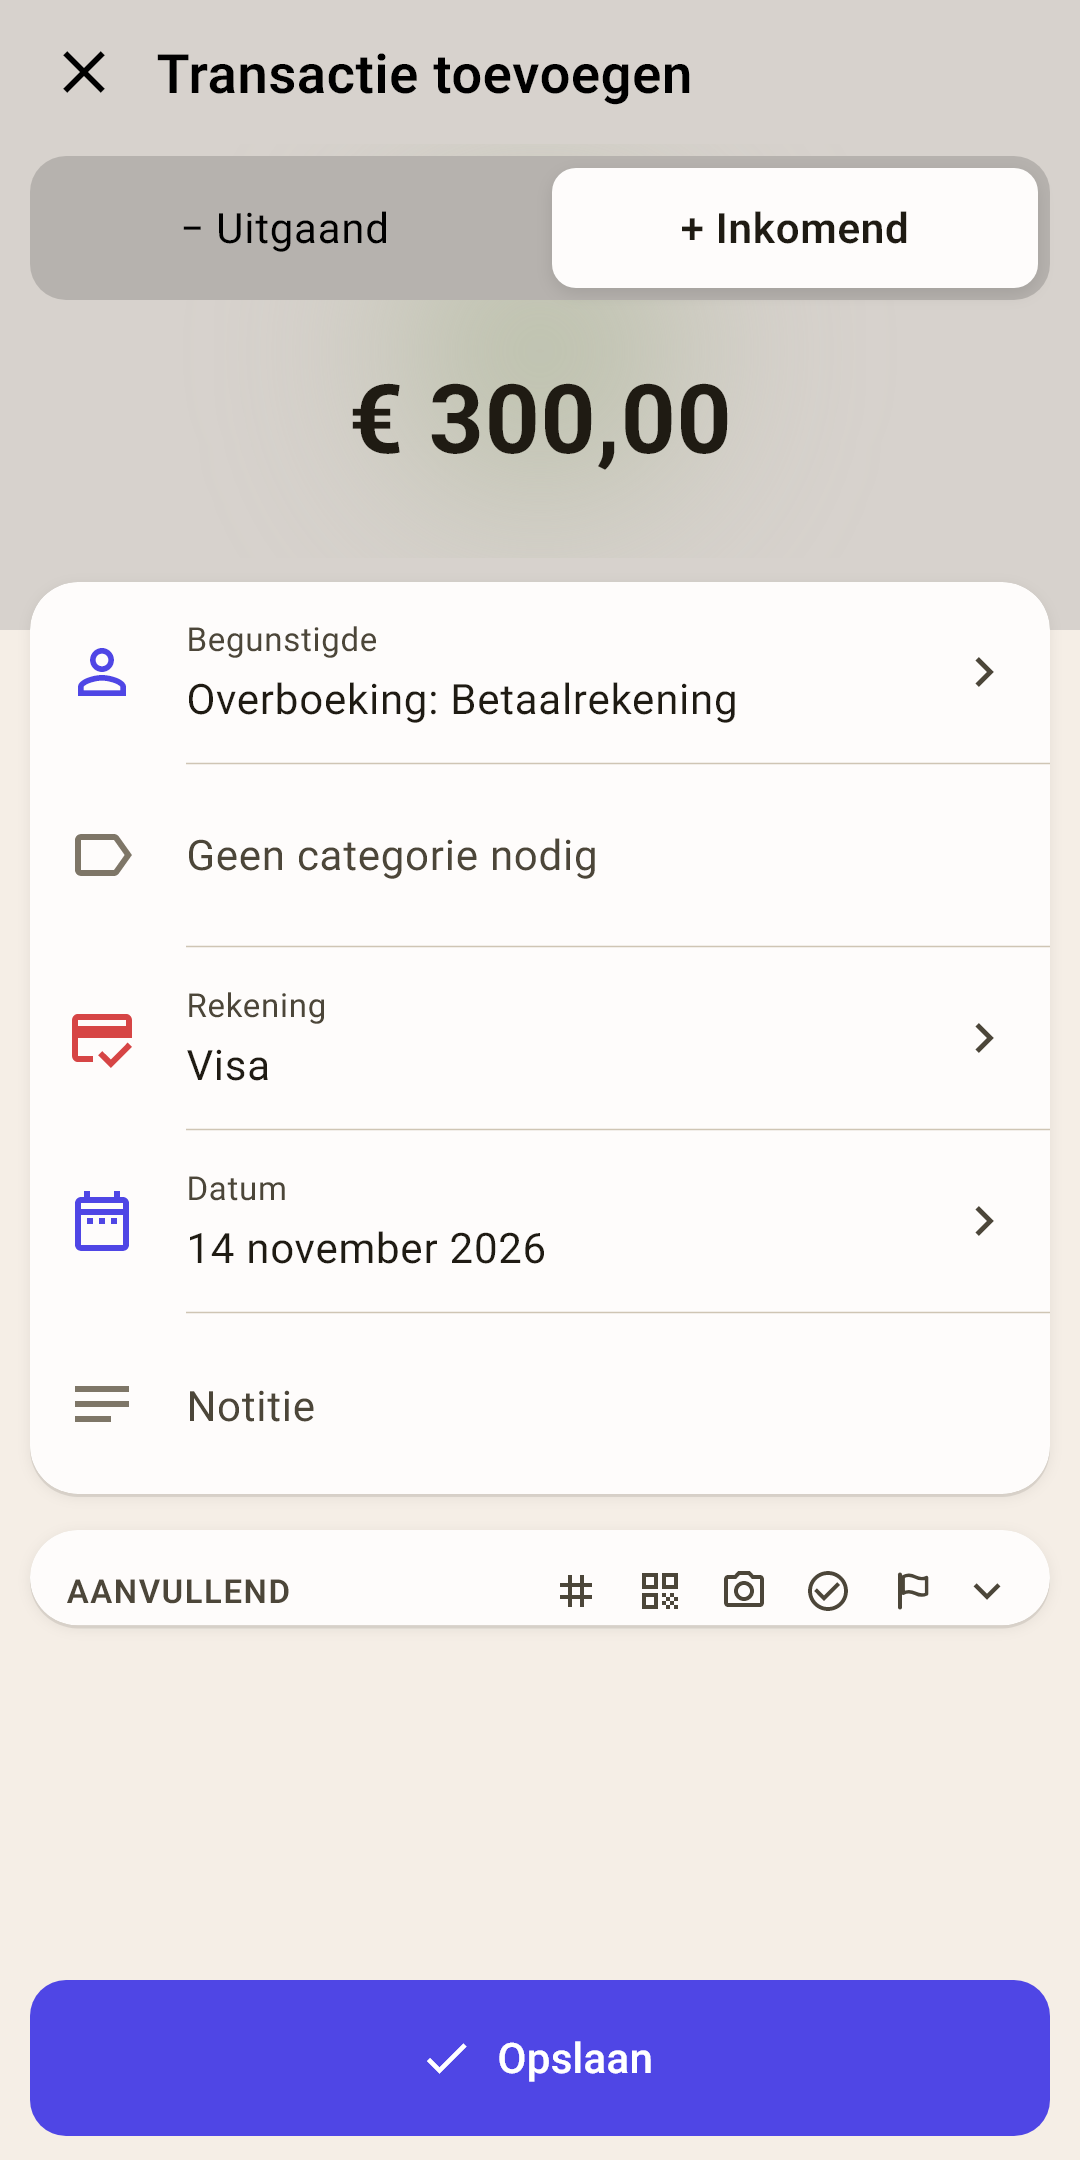 Transactie toevoegen
− Uitgaand
+ Inkomend
€ 300,00
Begunstigde
Overboeking: Betaalrekening
Geen categorie nodig
Rekening
Visa
Datum
14 november 2026
Notitie
AANVULLEND
Opslaan